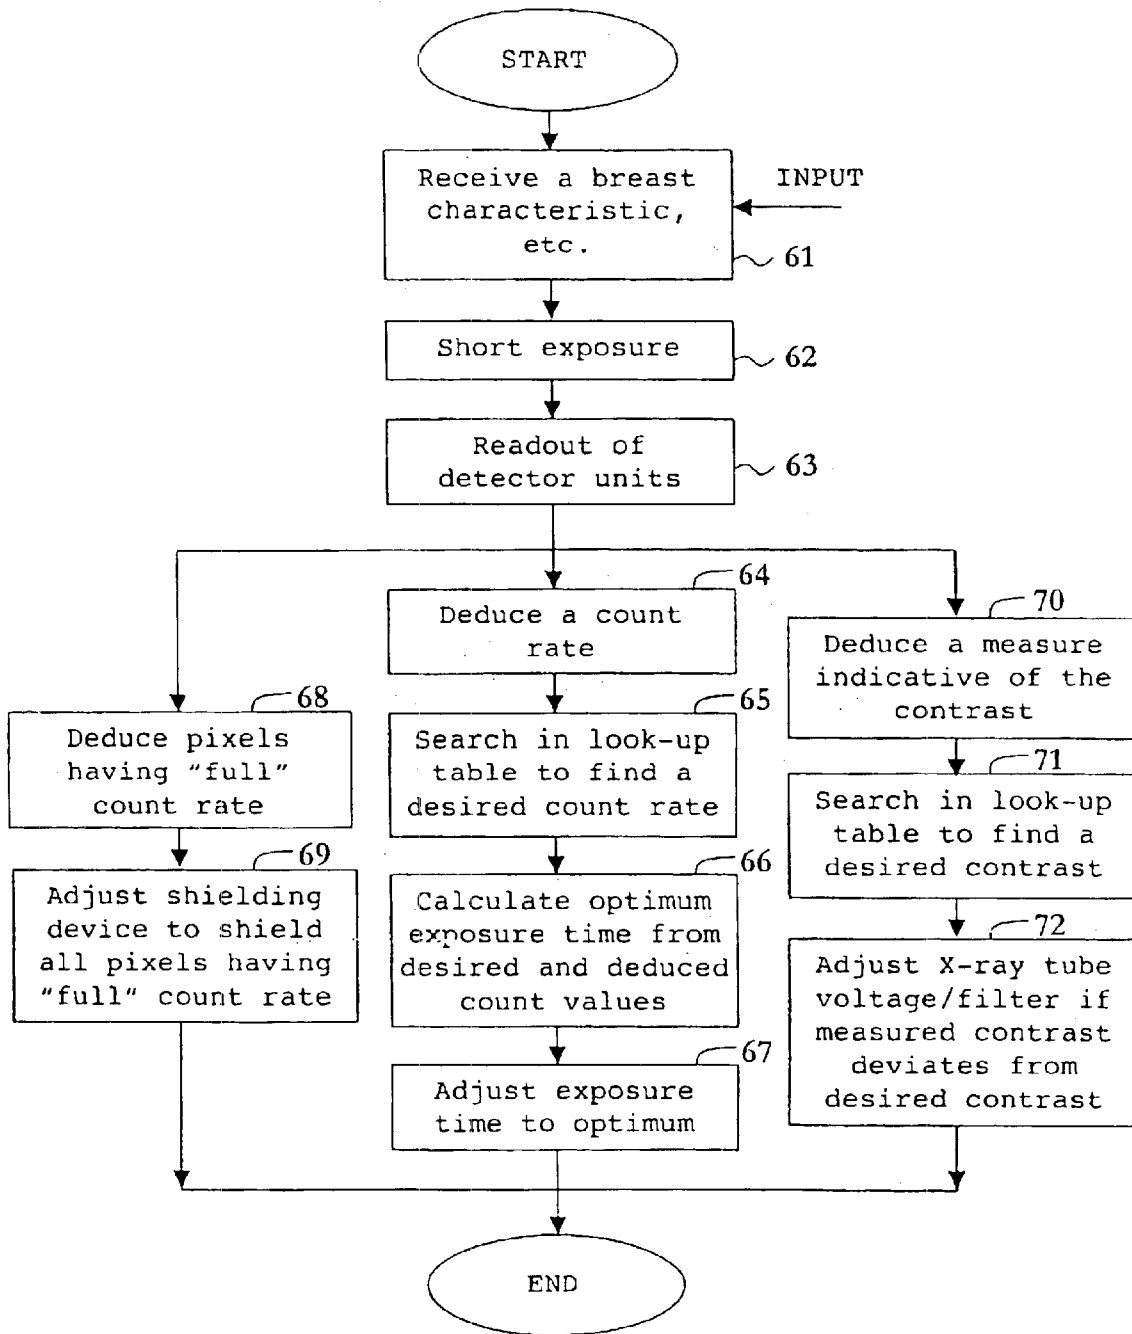 START
Receive a breast
characteristic,
etc.
INPUT
61
Short exposure
62
Readout of
detector units
63
64
Deduce a count
rate
65
Search in look-up
table to find a
desired count rate
66
Calculate optimum
exposure time from
desired and deduced
count values
67
Adjust exposure
time to optimum
68
Deduce pixels
having "full"
count rate
69
Adjust shielding
device to shield
all pixels having
"full" count rate
70
Deduce a measure
indicative of the
contrast
71
Search in look-up
table to find a
desired contrast
72
Adjust X-ray tube
voltage/filter if
measured contrast
deviates from
desired contrast
END